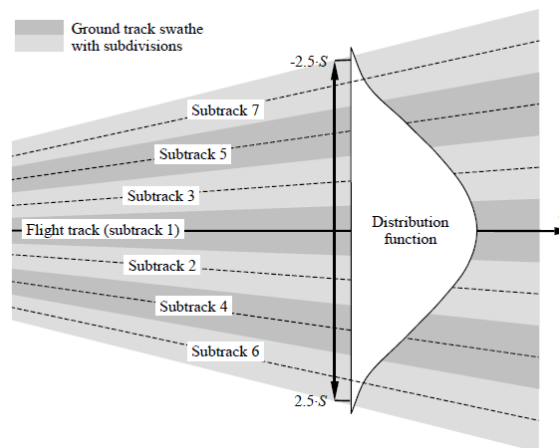 Ground track swathe
with subdivisions
-2.5·S
Subtrack 7
Subtrack 5
Subtrack 3
Flight track (subtrack 1)
Distribution
function
Subtrack 2
Subtrack 4
Subtrack 6
2.5·S